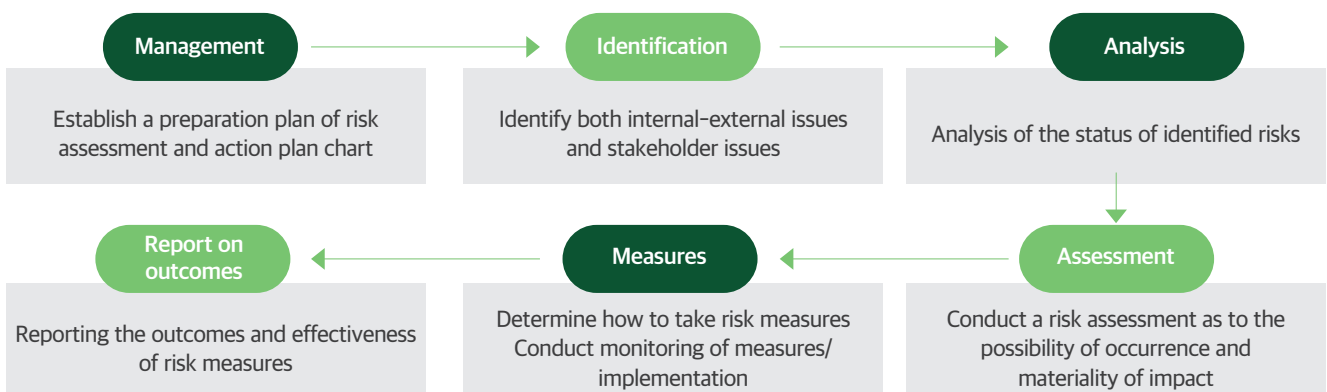 Management
Establish a preparation plan of risk
assessment and action plan chart
Identification
Identify both internal-external issues
and stakeholder issues
Analysis
Analysis of the status of identified risks
Assessment
Conduct a risk assessment as to the
possibility of occurrence and
materiality of impact
Measures
Determine how to take risk measures
Conduct monitoring of measures/
implementation
Report on
outcomes
Reporting the outcomes and effectiveness
of risk measures